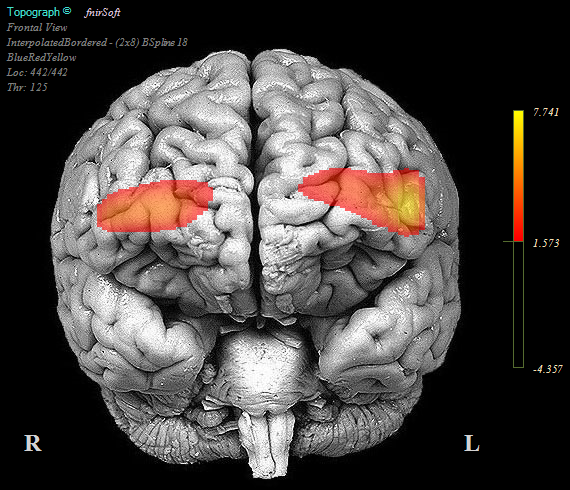 Topograph © fnirSoft
Frontal View
InterpolatedBordered - (2x8) BSpline 18
BlueRedYellow
Loc: 442/442
Thr: 125
7.741
1.573
-4.357
R
L